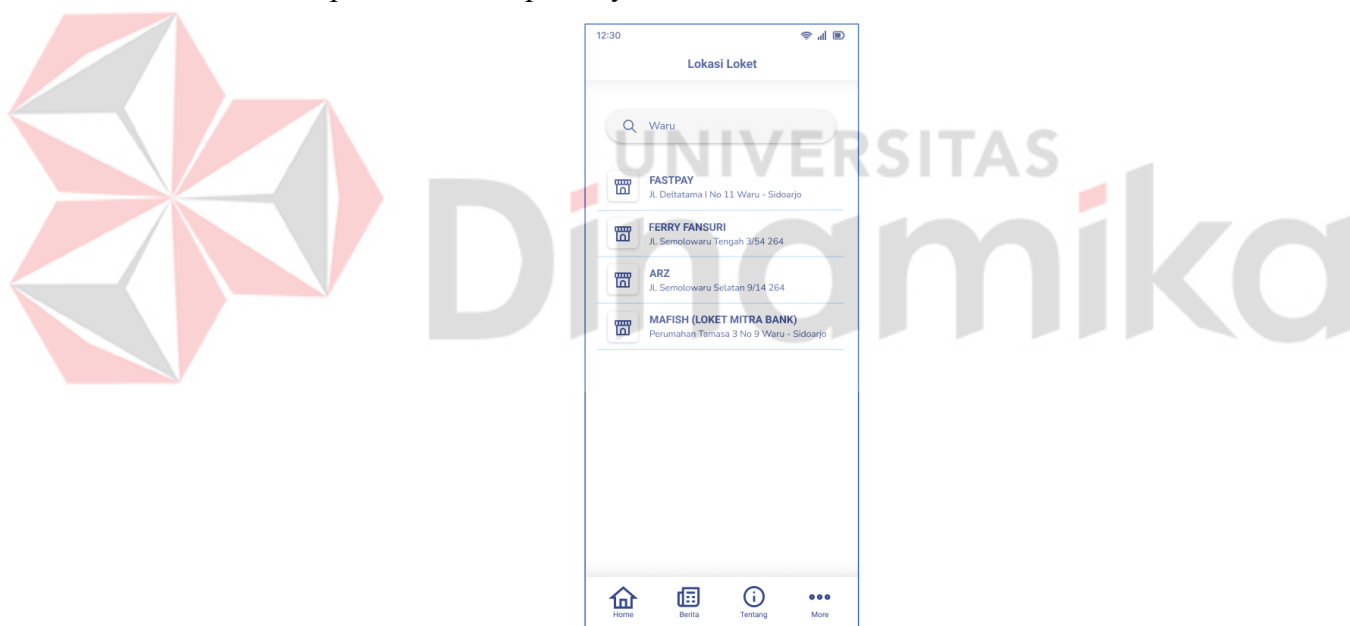 12:30
Lokasi Loket
Waru
UNIVERSITAS
Dinamika
FASTPAY
Jl. Deltatama I No 11 Waru - Sidoarjo
FERRY FANSURI
Jl. Semolowaru Tengah 3/54 264
ARZ
Jl. Semolowaru Selatan 9/14 264
MAFISH (LOKET MITRA BANK)
Perumahan Tamasa 3 No 9 Waru - Sidoarjo
Home Berita Tentang More